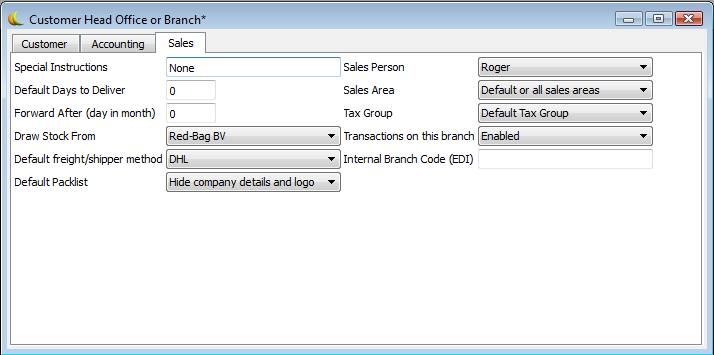 Customer Head Office or Branch*
Customer Accounting Sales
Special Instructions None Sales Person Roger
Default Days to Deliver 0 Sales Area Default or all sales areas
Forward After (day in month) 0 Tax Group Default Tax Group
Draw Stock From Red-Bag BV Transactions on this branch Enabled
Default freight/shipper method DHL Internal Branch Code (EDI)
Default Packlist Hide company details and logo